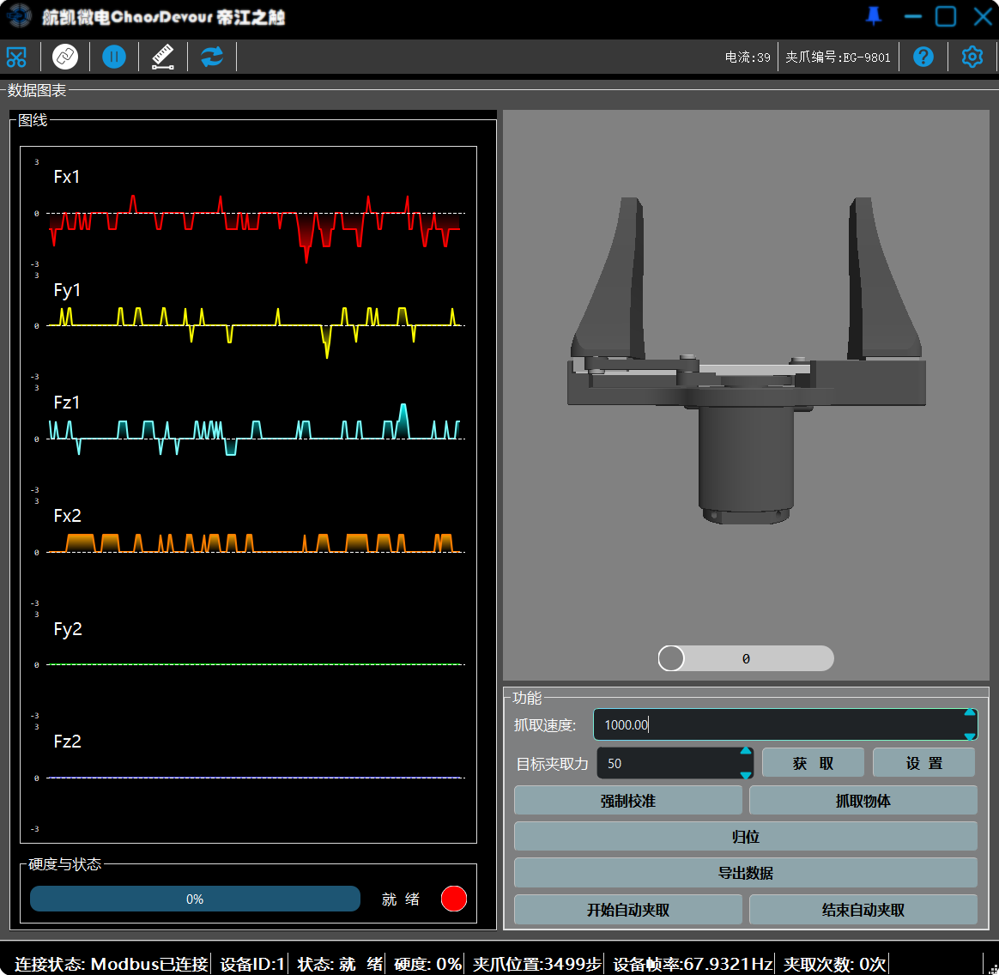 航凯微电ChaosDevour 帝江之触
电流:39 夹爪编号:EG-9801
数据图表
图线
3
Fx1
0
-3
3
Fy1
0
-3
3
Fz1
0
-3
3
Fx2
0
-3
3
Fy2
0
-3
3
Fz2
0
-3
硬度与状态
0% 就 绪
0
功能
抓取速度: 1000.00
目标夹取力 50 获 取 设 置
强制校准 抓取物体
归位
导出数据
开始自动夹取 结束自动夹取
连接状态: Modbus已连接 设备ID:1 状态: 就 绪 硬度: 0% 夹爪位置:3499步 设备帧率:67.9321Hz 夹取次数: 0次